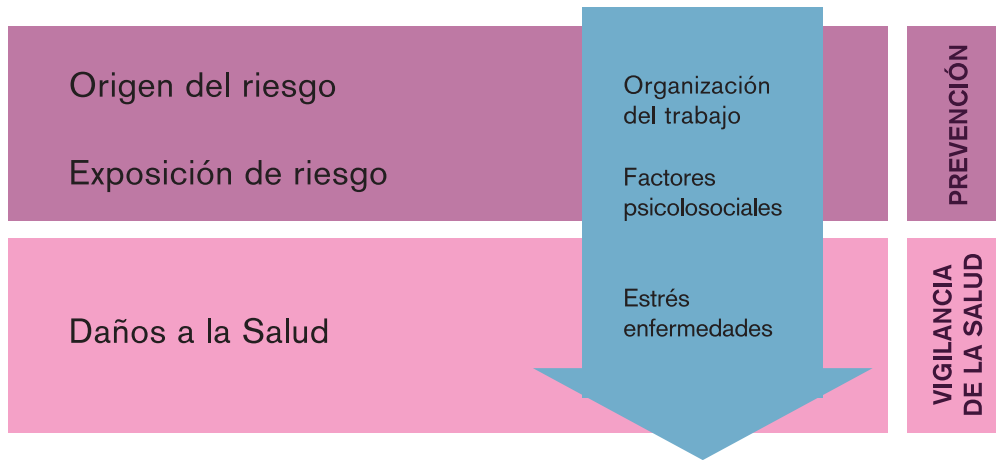 Origen del riesgo
Organización
del trabajo
Exposición de riesgo
Factores
psicolosociales
PREVENCIÓN
Daños a la Salud
Estrés
enfermedades
VIGILANCIA
DE LA SALUD